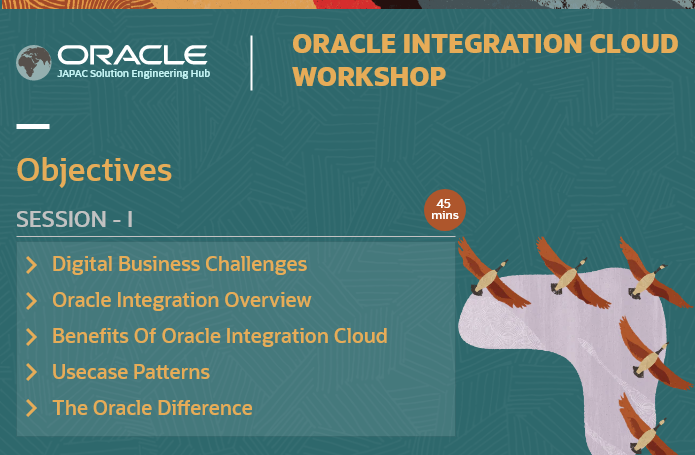 ORACLE
JAPAC Solution Engineering Hub
ORACLE INTEGRATION CLOUD
WORKSHOP
Objectives
SESSION - I
45
mins
Digital Business Challenges
Oracle Integration Overview
Benefits Of Oracle Integration Cloud
Usecase Patterns
The Oracle Difference